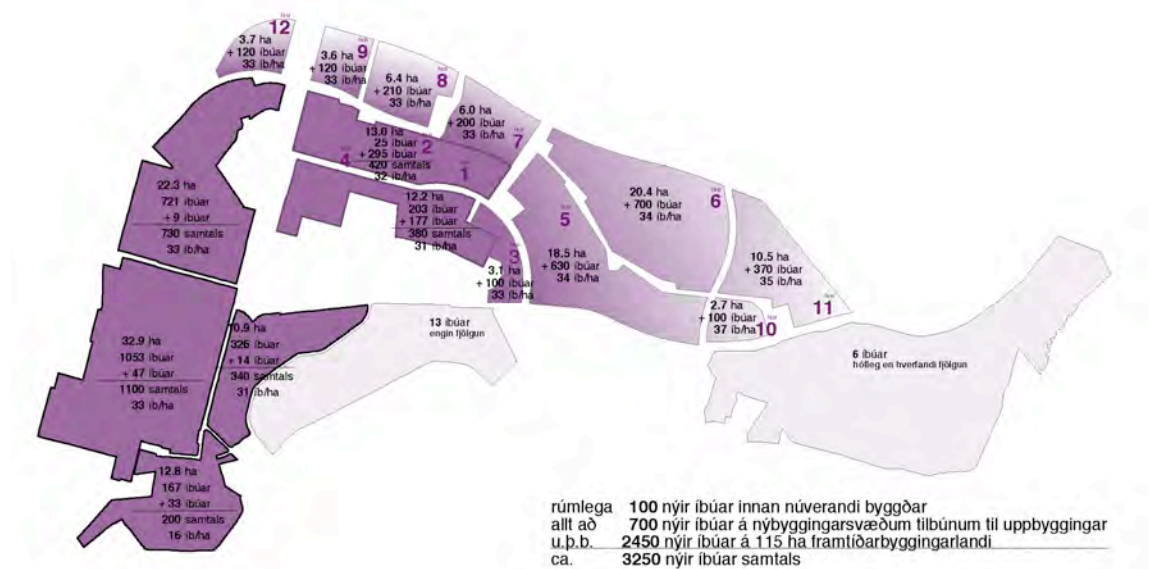 12
3.7 ha
+ 120 íbúar
33 íb/ha
9
3.6 ha
+ 120 íbúar
33 íb/ha
8
6.4 ha
+ 210 íbúar
33 íb/ha
6.0 ha
+ 200 íbúar
33 íb/ha
7
13.0 ha
25 íbúar
+ 295 íbúar
420 samtals
32 íb/ha
2
4
1
12.2 ha
203 íbúar
+ 177 íbúar
380 samtals
31 íb/ha
3
3.1 ha
+ 100 íbúar
33 íb/ha
5
18.5 ha
+ 630 íbúar
34 íb/ha
6
20.4 ha
+ 700 íbúar
34 íb/ha
10.5 ha
+ 370 íbúar
35 íb/ha
11
2.7 ha
+ 100 íbúar
37 íb/ha
10
22.3 ha
721 íbúar
+ 9 íbúar
730 samtals
33 íb/ha
32.9 ha
1053 íbúar
+ 47 íbúar
1100 samtals
33 íb/ha
10.9 ha
326 íbúar
+ 14 íbúar
340 samtals
31 íb/ha
13 íbúar
engin fjölgun
6 íbúar
hólleg en hverfandi fjölgun
12.8 ha
167 íbúar
+ 33 íbúar
200 samtals
16 íb/ha
rúmlega 100 nýir íbúar innan núverandi byggðar
allt að 700 nýir íbúar á nýbyggingarsvæðum tilbúnum til uppbyggingar
u.þ.b. 2450 nýir íbúar á 115 ha framtíðarbyggingarlandi
ca. 3250 nýir íbúar samtals